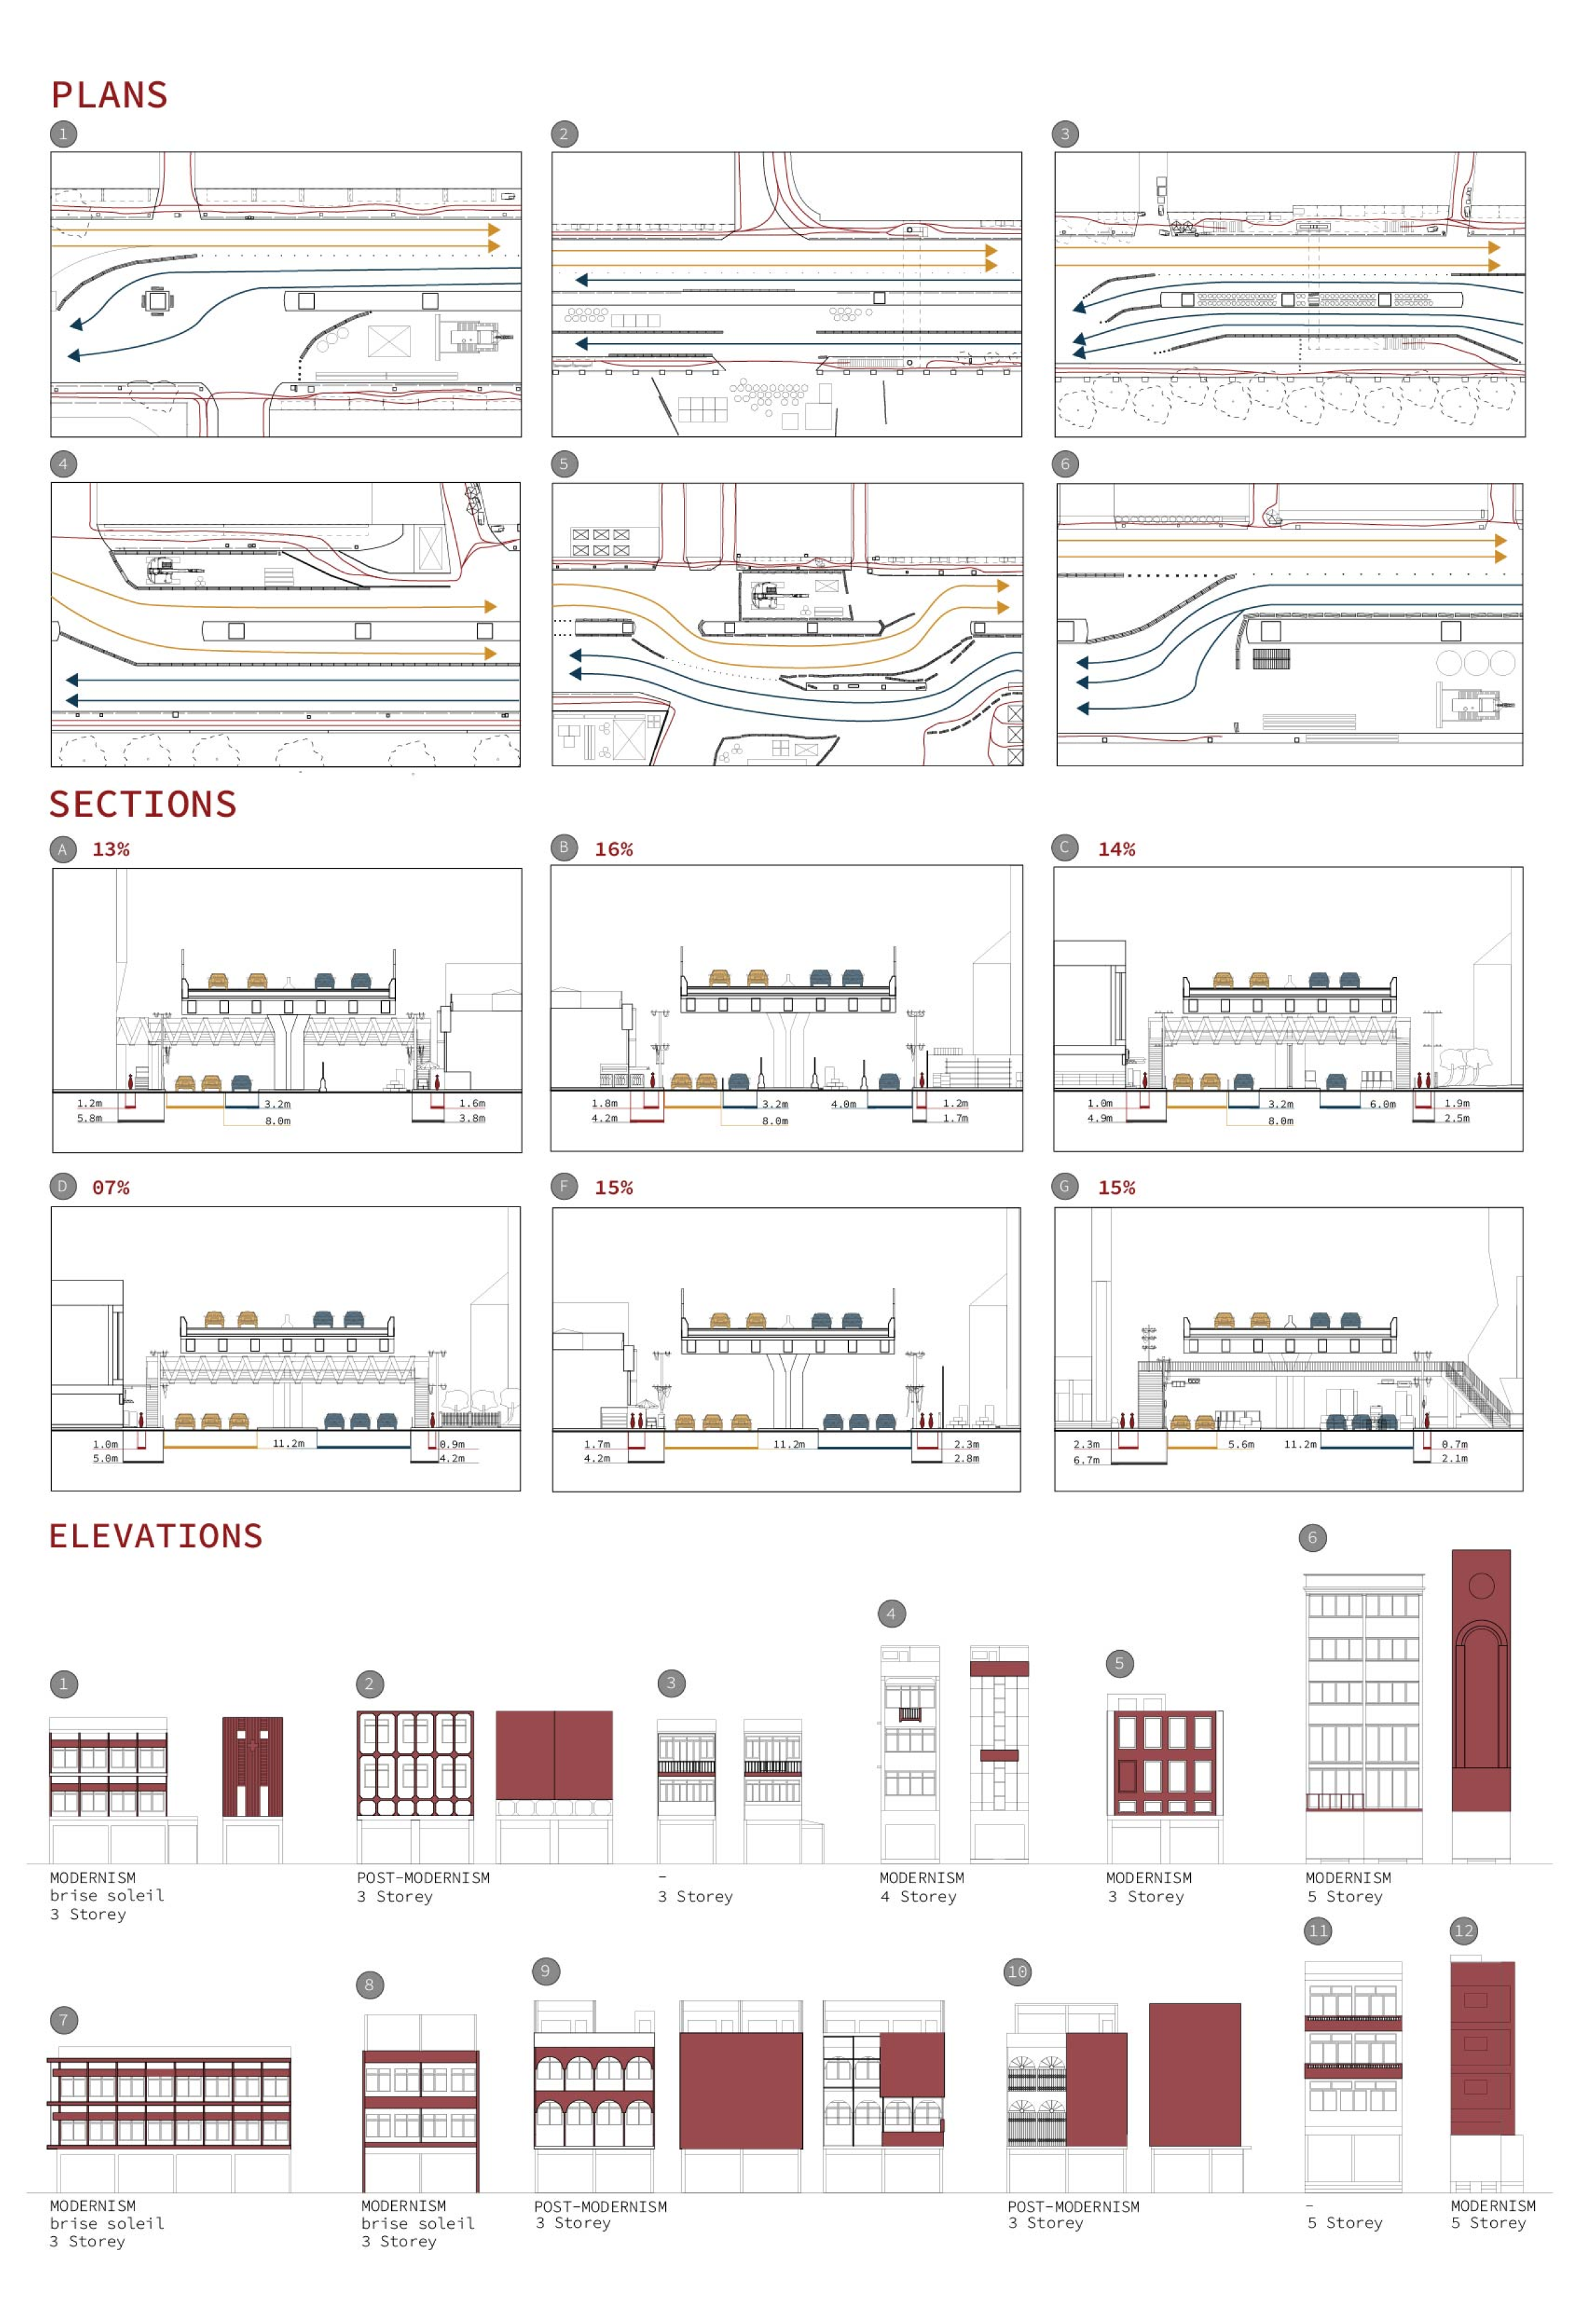 PLANS
1
2
3
4
5
6
SECTIONS
A 13%
B 16%
C 14%
1.2m 3.2m 1.6m
5.8m 8.0m 3.8m
1.8m 3.2m 4.0m 1.2m
4.2m 8.0m 1.7m
1.0m 3.2m 6.0m 1.9m
4.9m 8.0m 2.5m
D 07%
F 15%
G 15%
1.0m 11.2m 0.9m
5.0m 4.2m
1.7m 11.2m 2.3m
4.2m 2.8m
2.3m 5.6m 11.2m 0.7m
6.7m 2.1m
ELEVATIONS
1
MODERNISM
brise soleil
3 Storey
2
POST-MODERNISM
3 Storey
3
–
3 Storey
4
MODERNISM
4 Storey
5
MODERNISM
3 Storey
6
MODERNISM
5 Storey
7
MODERNISM
brise soleil
3 Storey
8
MODERNISM
brise soleil
3 Storey
9
POST-MODERNISM
3 Storey
10
POST-MODERNISM
3 Storey
11
–
5 Storey
12
MODERNISM
5 Storey